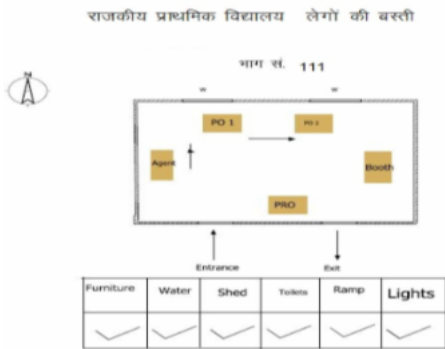 राजकीय प्राथमिक विद्यालय लेगों की बस्ती
भाग सं. 111
N
W W
PO 1 PO 2
Agent Booth
PRO
Entrance Exit
Furniture Water Shed Toilets Ramp Lights